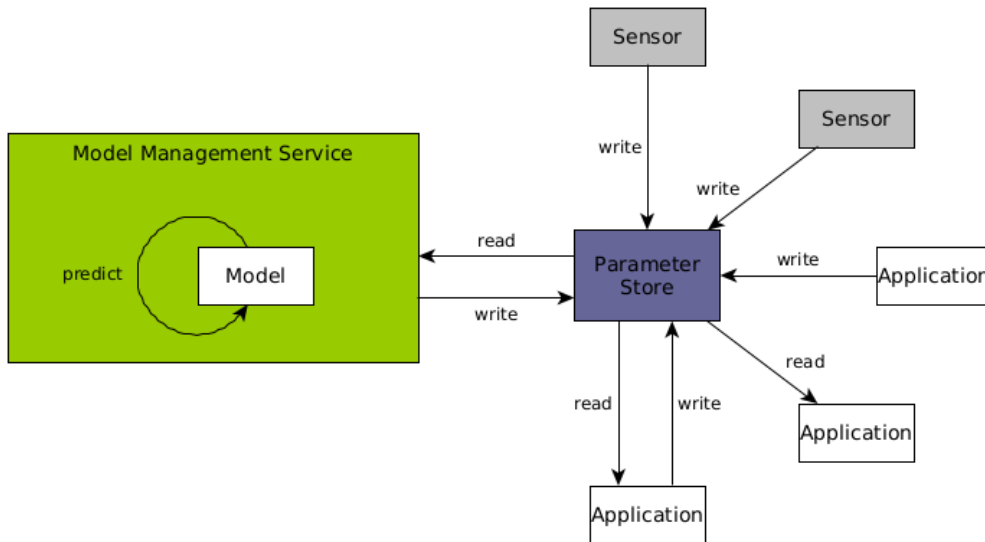 Sensor
Sensor
write
Model Management Service
write
read
predict
Model
Parameter
Store
write
Application
write
read
read
write
Application
Application